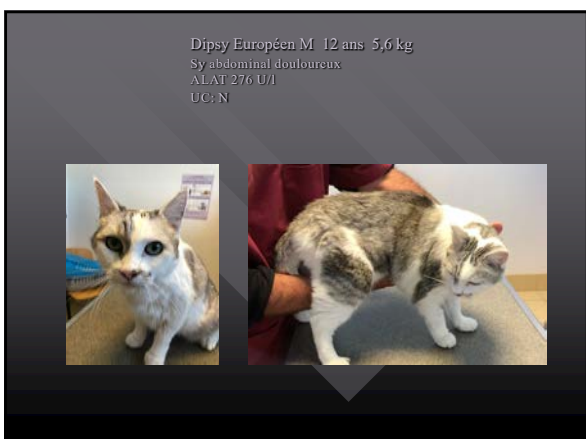 Dipsy Européen M 12 ans 5,6 kg
Sy abdominal douloureux
ALAT 276 U/l
UC: N